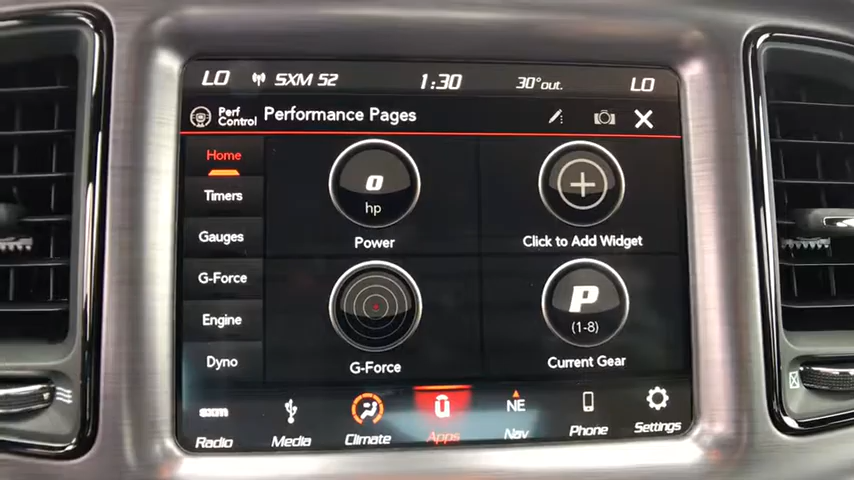 LO SXM 52 1:30 30°out. LO
Perf Control Performance Pages
Home
Timers
Gauges
G-Force
Engine
Dyno
0
hp
Power
Click to Add Widget
G-Force
P
(1-8)
Current Gear
sxm
Radio
Media
Climate
ū
Apps
NE
Nav
Phone
Settings